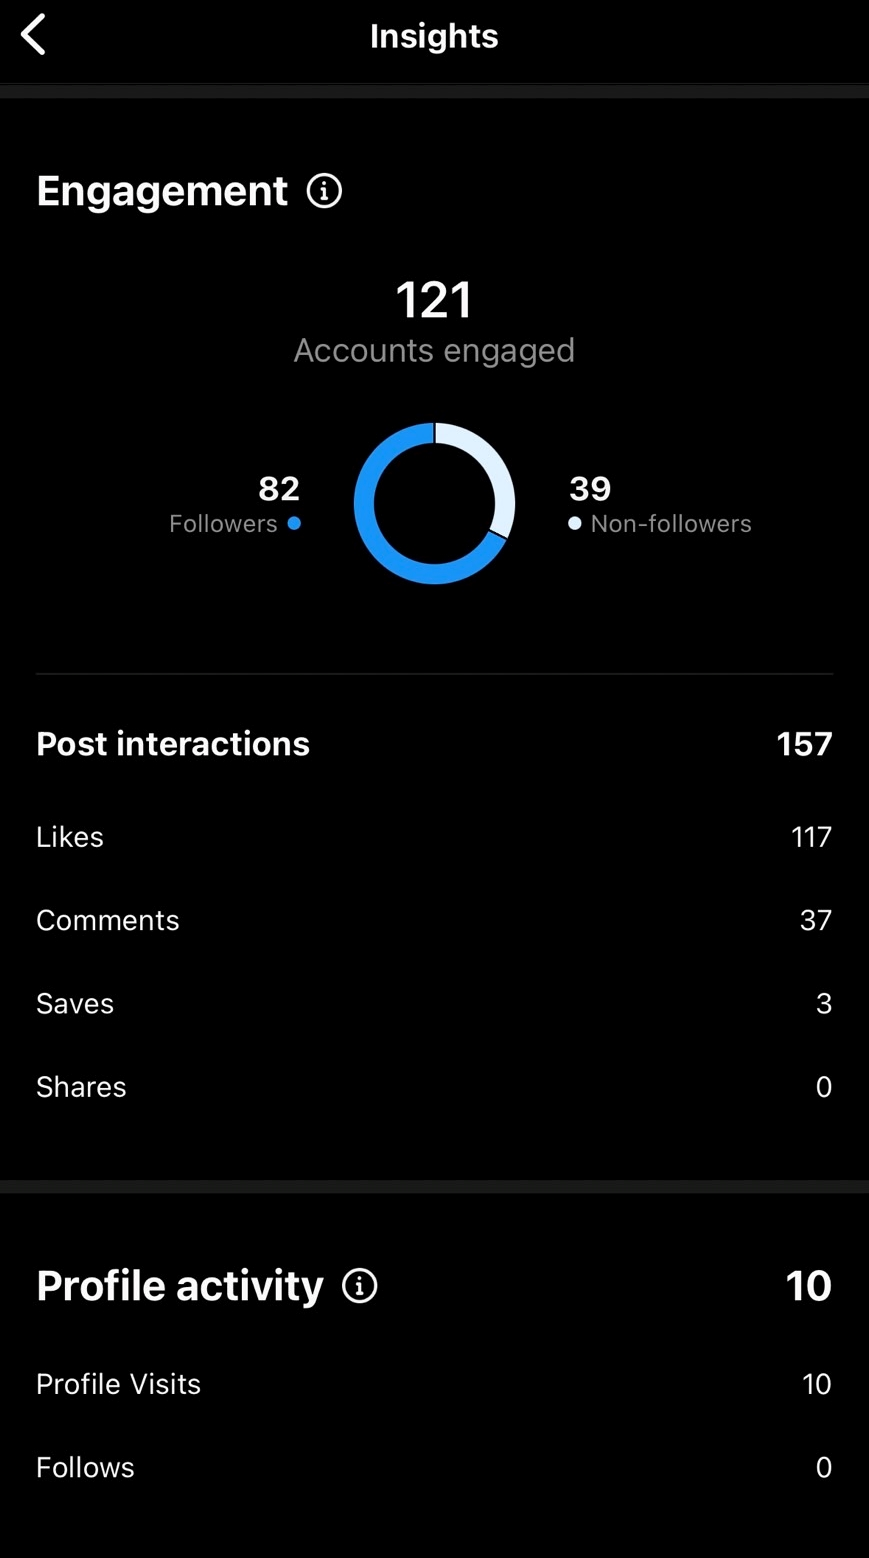 Insights
Engagement
121
Accounts engaged
82
Followers
39
Non-followers
Post interactions 157
Likes 117
Comments 37
Saves 3
Shares 0
Profile activity 10
Profile Visits 10
Follows 0